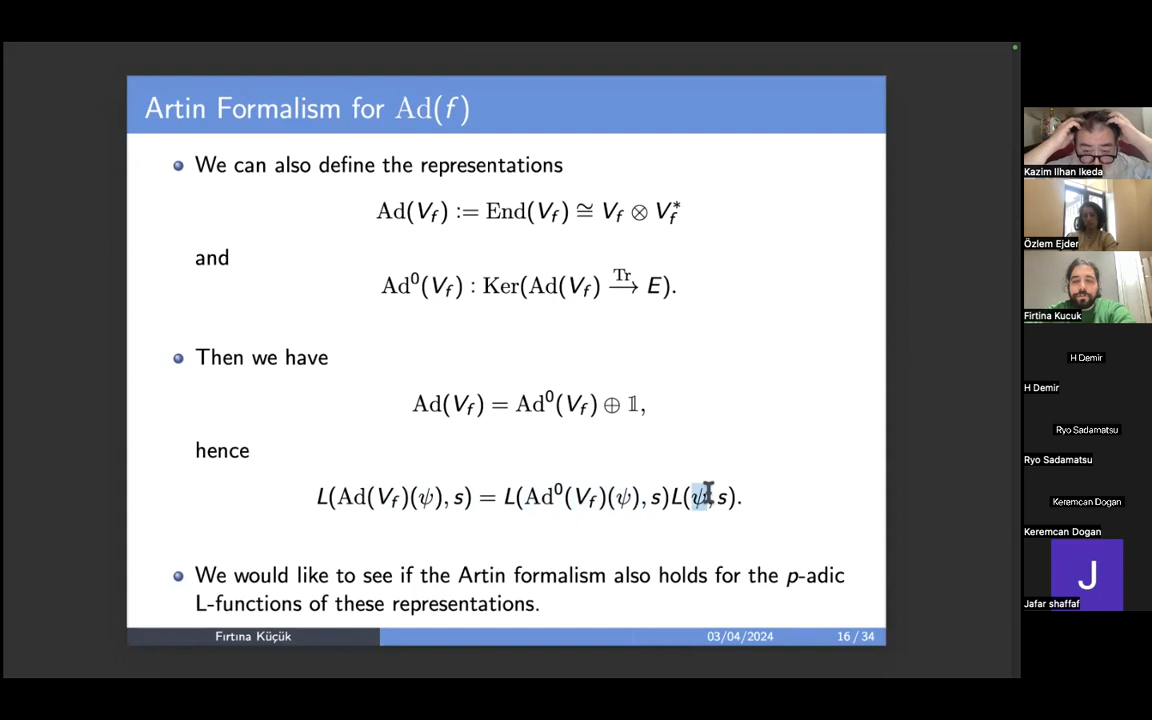 Artin Formalism for Ad(f)
We can also define the representations
Ad(V_f) := End(V_f) ≅ V_f ⊗ V_f^*
and
Ad^0(V_f) : Ker(Ad(V_f) \xrightarrow{Tr} E).
Then we have
Ad(V_f) = Ad^0(V_f) ⊕ 𝟙,
hence
L(Ad(V_f)(ψ), s) = L(Ad^0(V_f)(ψ), s)L(ψ, s).
We would like to see if the Artin formalism also holds for the p-adic
L-functions of these representations.
Fırtına Küçük 03/04/2024 16 / 34
Kazim Ilhan Ikeda
Özlem Ejder
Firtina Kucuk
H Demir
H Demir
Ryo Sadamatsu
Ryo Sadamatsu
Keremcan Dogan
Keremcan Dogan
J
Jafar shaffaf